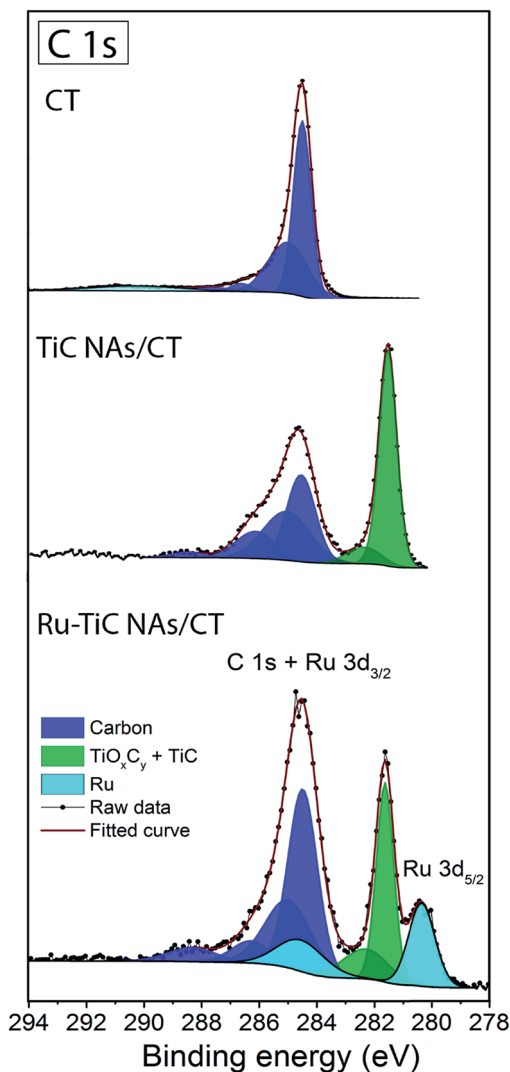 C 1s
CT
TiC NAs/CT
Ru-TiC NAs/CT
C 1s + Ru 3d3/2
Carbon
TiOxCy + TiC
Ru
Raw data
Fitted curve
Ru 3d5/2
294 292 290 288 286 284 282 280 278
Binding energy (eV)